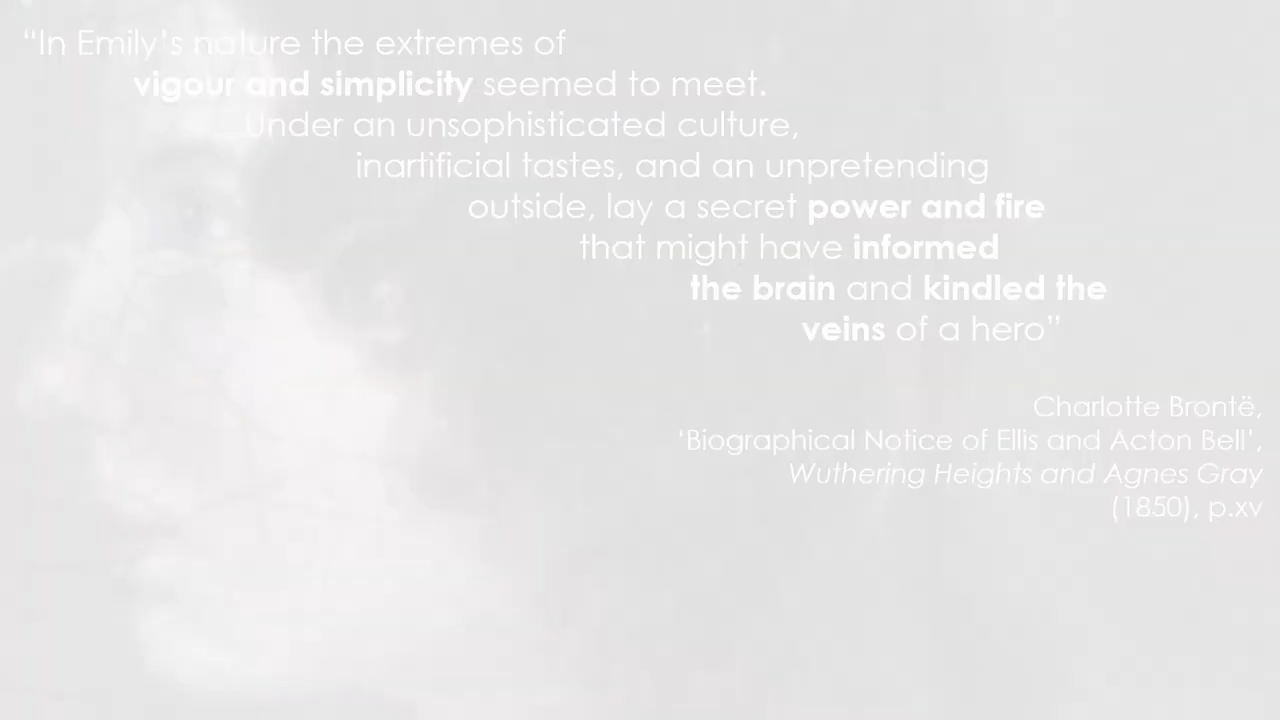 “In Emily’s nature the extremes of
vigour and simplicity seemed to meet.
Under an unsophisticated culture,
inartificial tastes, and an unpretending
outside, lay a secret power and fire
that might have informed
the brain and kindled the
veins of a hero”
Charlotte Brontë,
‘Biographical Notice of Ellis and Acton Bell’,
Wuthering Heights and Agnes Gray
(1850), p.xv